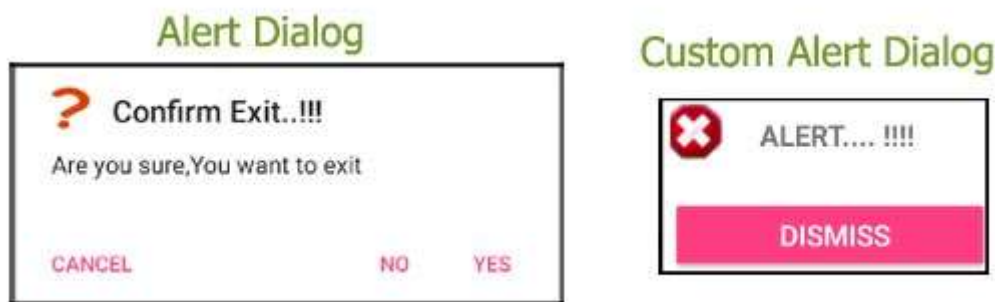 Alert Dialog
? Confirm Exit..!!!
Are you sure,You want to exit
CANCEL NO YES
Custom Alert Dialog
ALERT.... !!!!
DISMISS